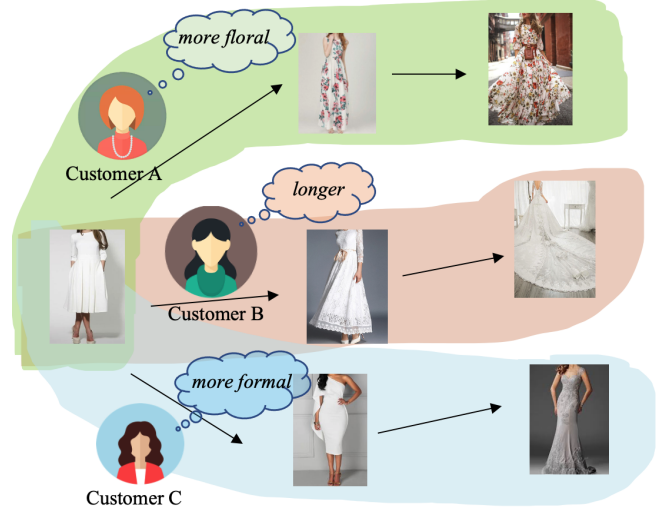 more floral
Customer A
longer
Customer B
more formal
Customer C